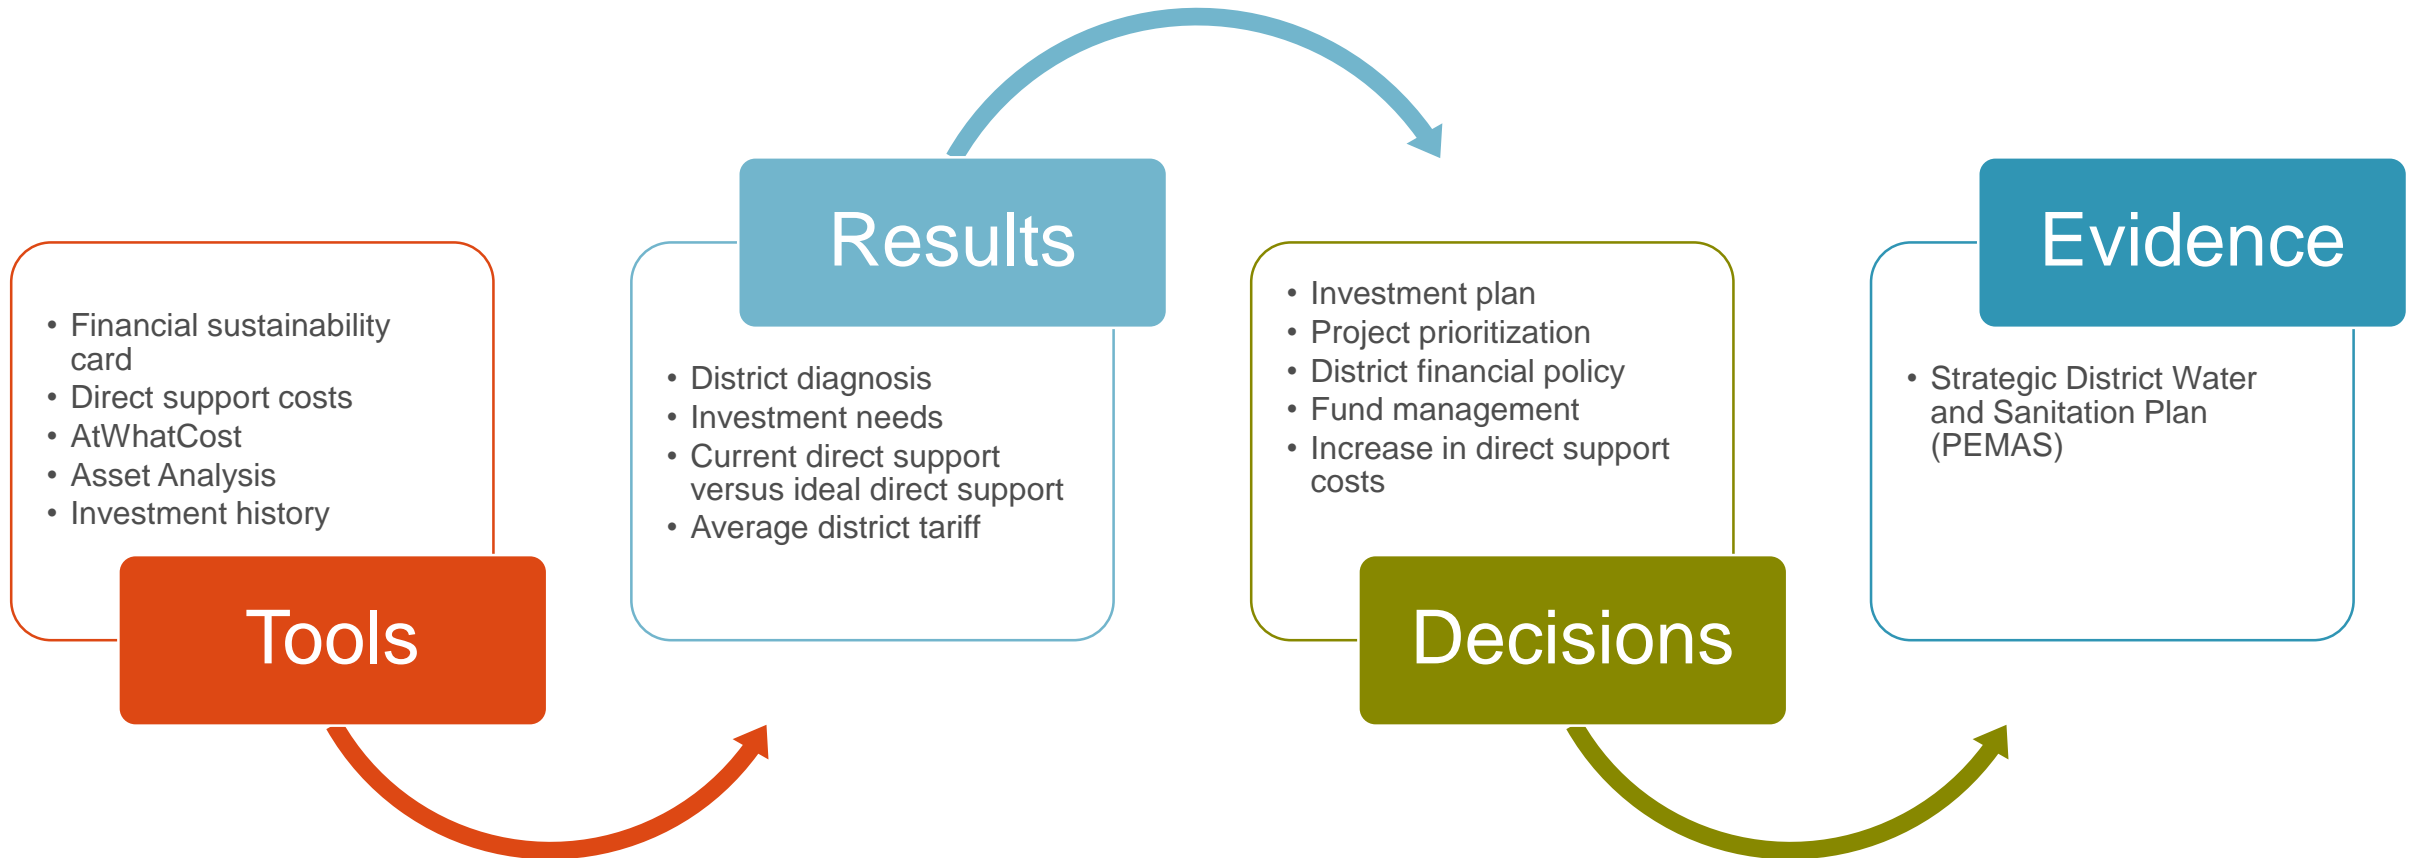 • Financial sustainability
card
• Direct support costs
• AtWhatCost
• Asset Analysis
• Investment history
Tools
Results
• District diagnosis
• Investment needs
• Current direct support
versus ideal direct support
• Average district tariff
• Investment plan
• Project prioritization
• District financial policy
• Fund management
• Increase in direct support
costs
Decisions
Evidence
• Strategic District Water
and Sanitation Plan
(PEMAS)